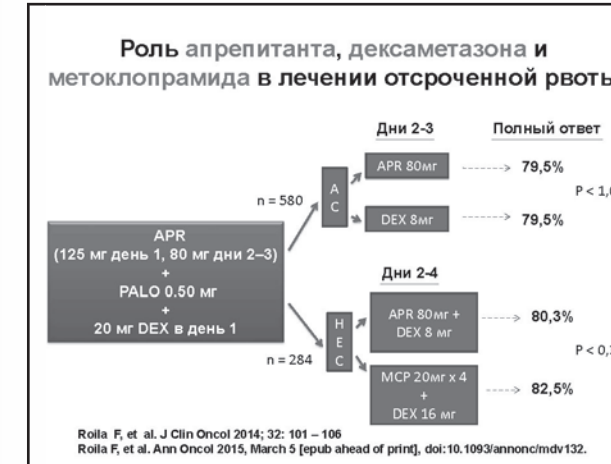 Роль апрепитанта, дексаметазона и
метоклопрамида в лечении отсроченной рвоты
Дни 2-3
Полный ответ
n = 580
A
C
APR 80мг
79,5%
P < 1,0
DEX 8мг
79,5%
APR
(125 мг день 1, 80 мг дни 2–3)
+
PALO 0.50 мг
+
20 мг DEX в день 1
Дни 2-4
n = 284
H
E
C
APR 80мг +
DEX 8 мг
80,3%
P < 0,
MCP 20мг x 4
+
DEX 16 мг
82,5%
Roila F, et al. J Clin Oncol 2014; 32: 101 – 106
Roila F, et al. Ann Oncol 2015, March 5 [epub ahead of print], doi:10.1093/annonc/mdv132.